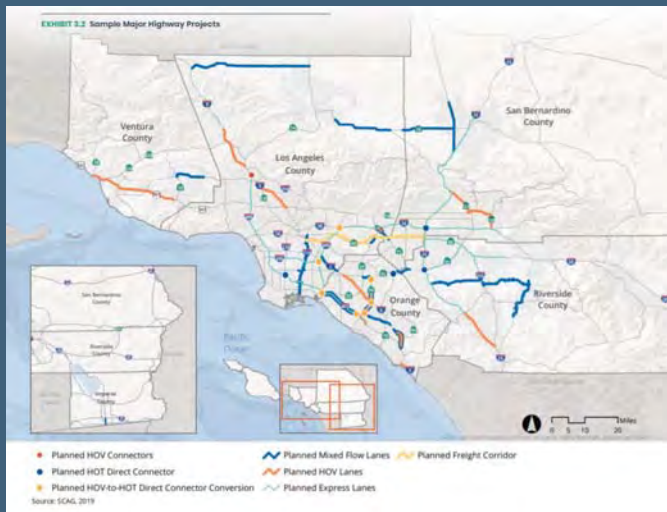 EXHIBIT 3.2 Sample Major Highway Projects
Ventura
County
Los Angeles
County
San Bernardino
County
Orange
County
Riverside
County
San Bernardino
County
Riverside
County
Imperial
County
Pacific
Ocean
Miles
0 5 10 20
Planned HOV Connectors
Planned HOT Direct Connector
Planned HOV-to-HOT Direct Connector Conversion
Planned Mixed Flow Lanes
Planned HOV Lanes
Planned Express Lanes
Planned Freight Corridor
Source: SCAG, 2019